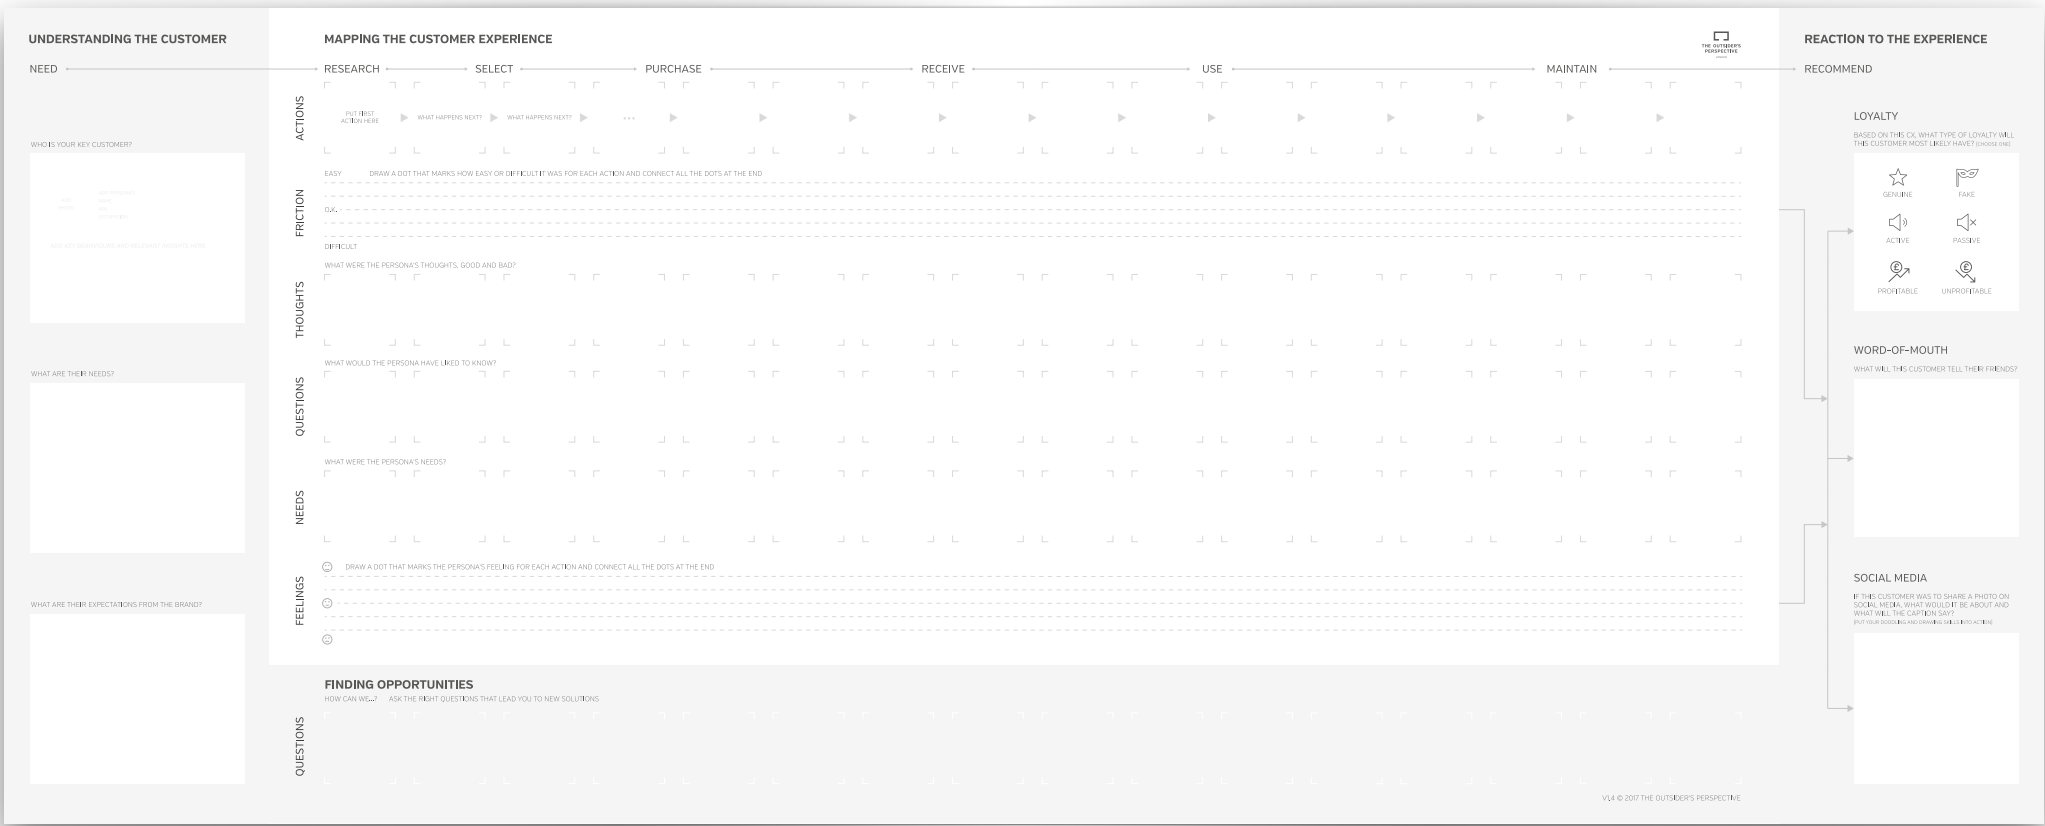 UNDERSTANDING THE CUSTOMER
NEED
WHO IS YOUR KEY CUSTOMER?
WHAT ARE THEIR NEEDS?
WHAT ARE THEIR EXPECTATIONS FROM THE BRAND?
MAPPING THE CUSTOMER EXPERIENCE
THE OUTSIDER'S
PERSPECTIVE
RESEARCH
SELECT
PURCHASE
RECEIVE
USE
MAINTAIN
ACTIONS
PUT FIRST
ACTION HERE
WHAT HAPPENS NEXT?
WHAT HAPPENS NEXT?
...
FRICTION
EASY
DRAW A DOT THAT MARKS HOW EASY OR DIFFICULT IT WAS FOR EACH ACTION AND CONNECT ALL THE DOTS AT THE END
O.K.
DIFFICULT
THOUGHTS
WHAT WERE THE PERSONA'S THOUGHTS, GOOD AND BAD?
QUESTIONS
WHAT WOULD THE PERSONA HAVE LIKED TO KNOW?
NEEDS
WHAT WERE THE PERSONA'S NEEDS?
FEELINGS
DRAW A DOT THAT MARKS THE PERSONA'S FEELING FOR EACH ACTION AND CONNECT ALL THE DOTS AT THE END
FINDING OPPORTUNITIES
HOW CAN WE...?
ASK THE RIGHT QUESTIONS THAT LEAD YOU TO NEW SOLUTIONS
QUESTIONS
V1,4 © 2017 THE OUTSIDER'S PERSPECTIVE
REACTION TO THE EXPERIENCE
RECOMMEND
LOYALTY
BASED ON THIS CX, WHAT TYPE OF LOYALTY WILL
THIS CUSTOMER MOST LIKELY HAVE? (CHOOSE ONE)
GENUINE
FAKE
ACTIVE
PASSIVE
PROFITABLE
UNPROFITABLE
WORD-OF-MOUTH
WHAT WILL THIS CUSTOMER TELL THEIR FRIENDS?
SOCIAL MEDIA
IF THIS CUSTOMER WAS TO SHARE A PHOTO ON
SOCIAL MEDIA, WHAT WOULD IT BE ABOUT AND
WHAT WILL THE CAPTION SAY?
(PUT YOUR DOODLING AND DRAWING SKILLS INTO ACTION)